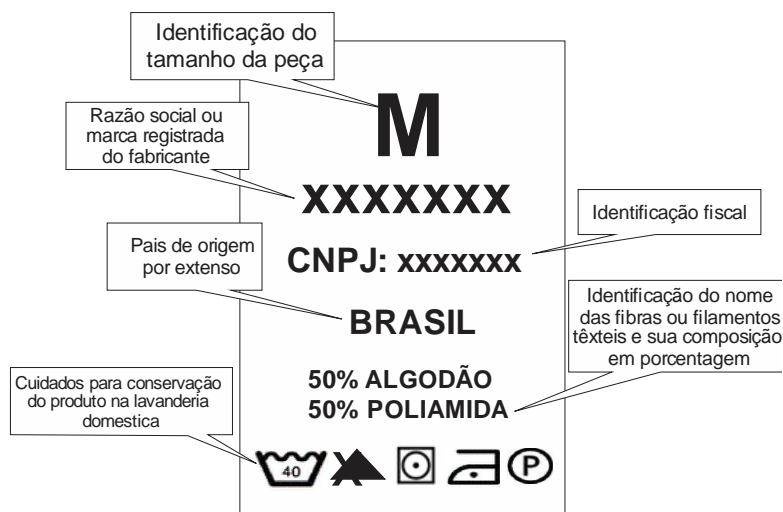 Identificação do
tamanho da peça
M
Razão social ou
marca registrada
do fabricante
xxxxxxx
Identificação fiscal
CNPJ: xxxxxxx
Pais de origem
por extenso
BRASIL
Identificação do nome
das fibras ou filamentos
têxteis e sua composição
em porcentagem
50% ALGODÃO
50% POLIAMIDA
Cuidados para conservação
do produto na lavanderia
domestica
40
P